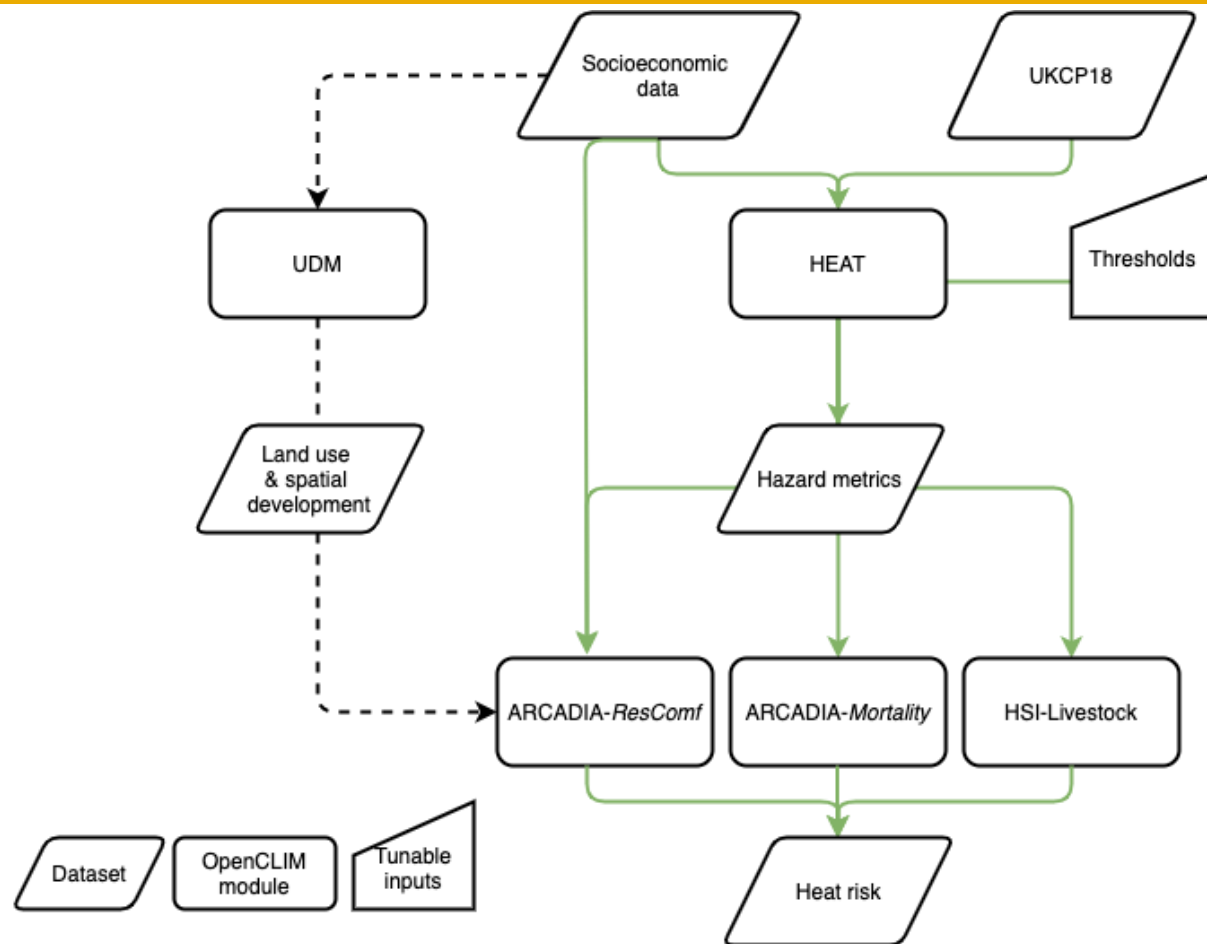 Socioeconomic
data
UKCP18
UDM
HEAT
Thresholds
Land use
& spatial
development
Hazard metrics
ARCADIA-ResComf
ARCADIA-Mortality
HSI-Livestock
Dataset
OpenCLIM
module
Tunable
inputs
Heat risk